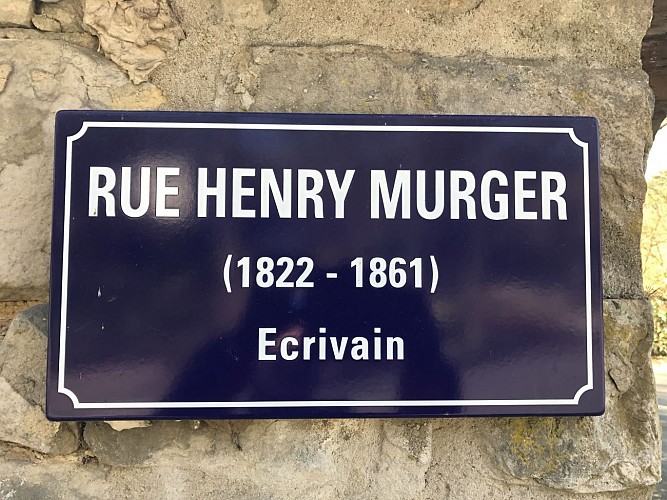 RUE HENRY MURGER
(1822 - 1861)
Ecrivain